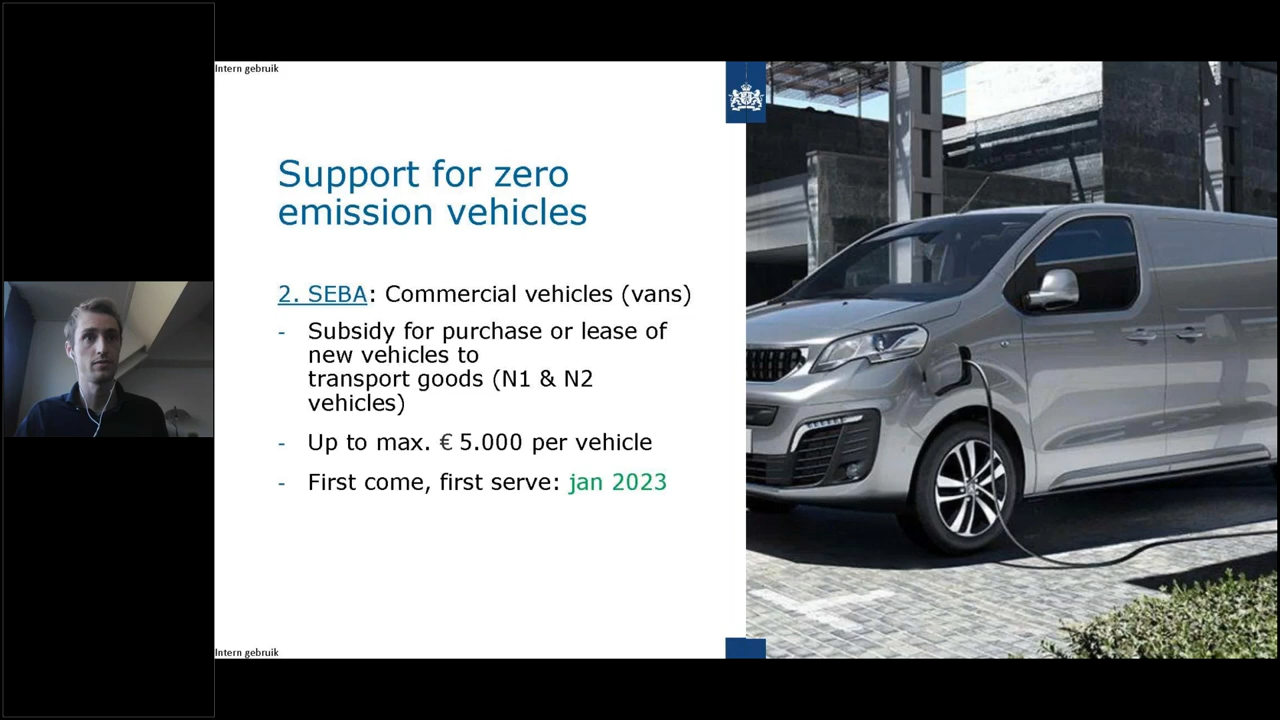 Intern gebruik
Support for zero
emission vehicles
2. SEBA: Commercial vehicles (vans)
- Subsidy for purchase or lease of
new vehicles to
transport goods (N1 & N2
vehicles)
- Up to max. € 5.000 per vehicle
- First come, first serve: jan 2023
Intern gebruik